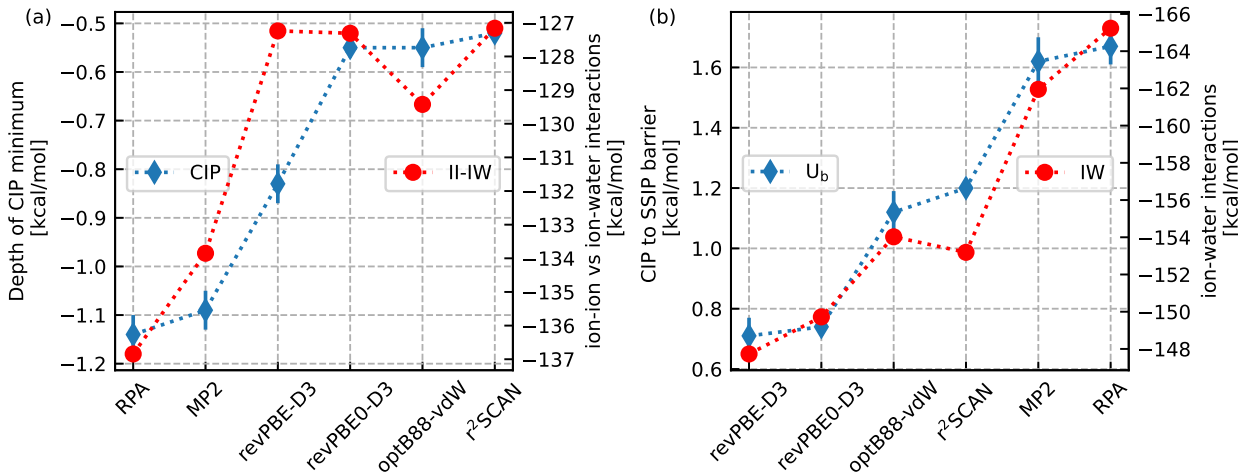 (a)
Depth of CIP minimum
[kcal/mol]
−0.5
−0.6
−0.7
−0.8
−0.9
−1.0
−1.1
−1.2
CIP
II-IW
−127
−128
−129
−130
−131
−132
−133
−134
−135
−136
−137
ion-ion vs ion-water interactions
[kcal/mol]
RPA
MP2
revPBE-D3
revPBE0-D3
optB88-vdW
r²SCAN
(b)
CIP to SSIP barrier
[kcal/mol]
1.6
1.4
1.2
1.0
0.8
0.6
U_b
IW
−166
−164
−162
−160
−158
−156
−154
−152
−150
−148
ion-water interactions
[kcal/mol]
revPBE-D3
revPBE0-D3
optB88-vdW
r²SCAN
MP2
RPA